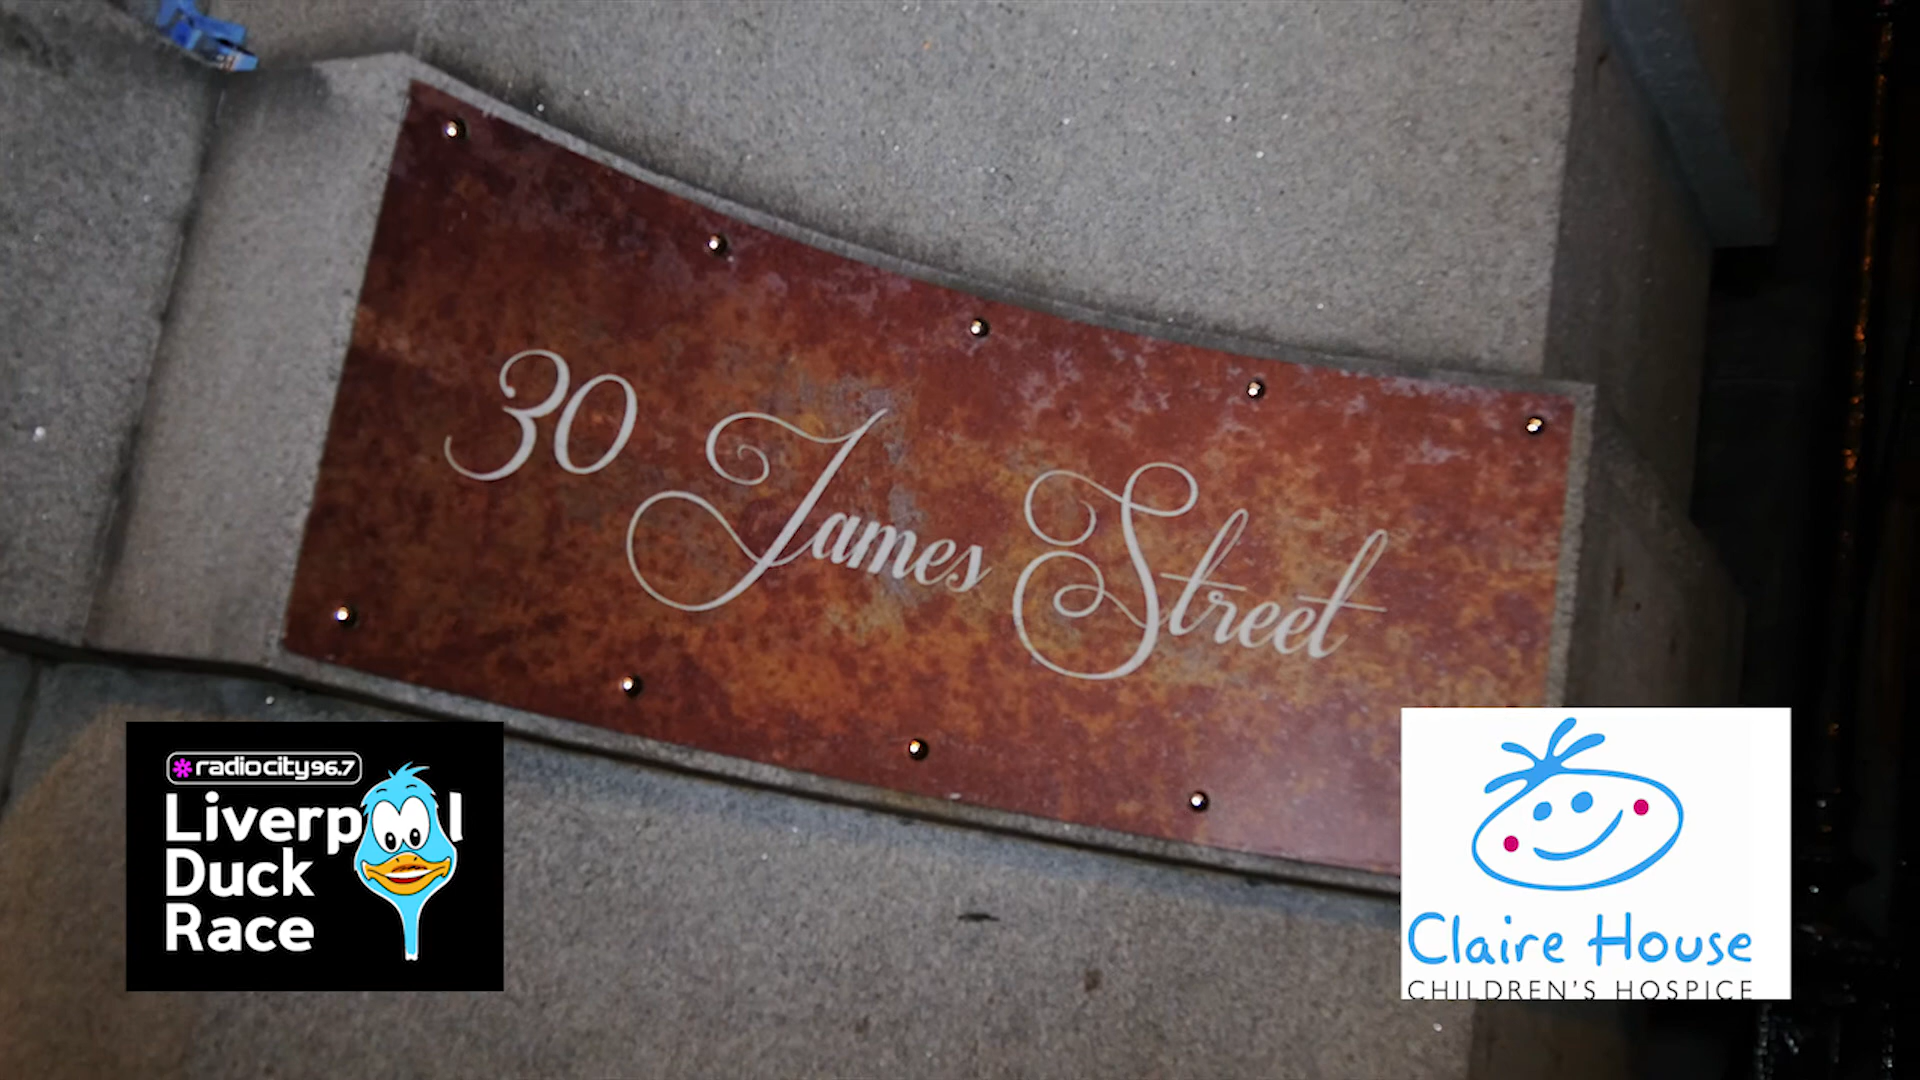 30 James Street
radiocity96.7
Liverpool
Duck
Race
Claire House
CHILDREN'S HOSPICE